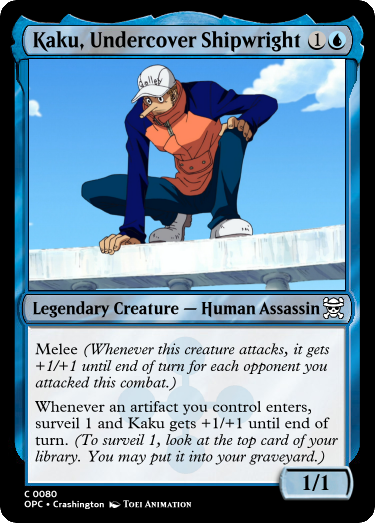 Kaku, Undercover Shipwright 1
Galley
Legendary Creature — Human Assassin
Melee (Whenever this creature attacks, it gets
+1/+1 until end of turn for each opponent you
attacked this combat.)
Whenever an artifact you control enters,
surveil 1 and Kaku gets +1/+1 until end of
turn. (To surveil 1, look at the top card of your
library. You may put it into your graveyard.)
1/1
C 0080
OPC • Crashington TOEI ANIMATION